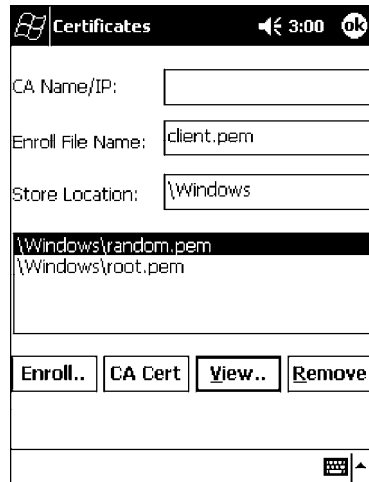 Certificates 3:00 ok
CA Name/IP:
Enroll File Name: client.pem
Store Location: \Windows
\Windows\random.pem
\Windows\root.pem
Enroll.. CA Cert View.. Remove